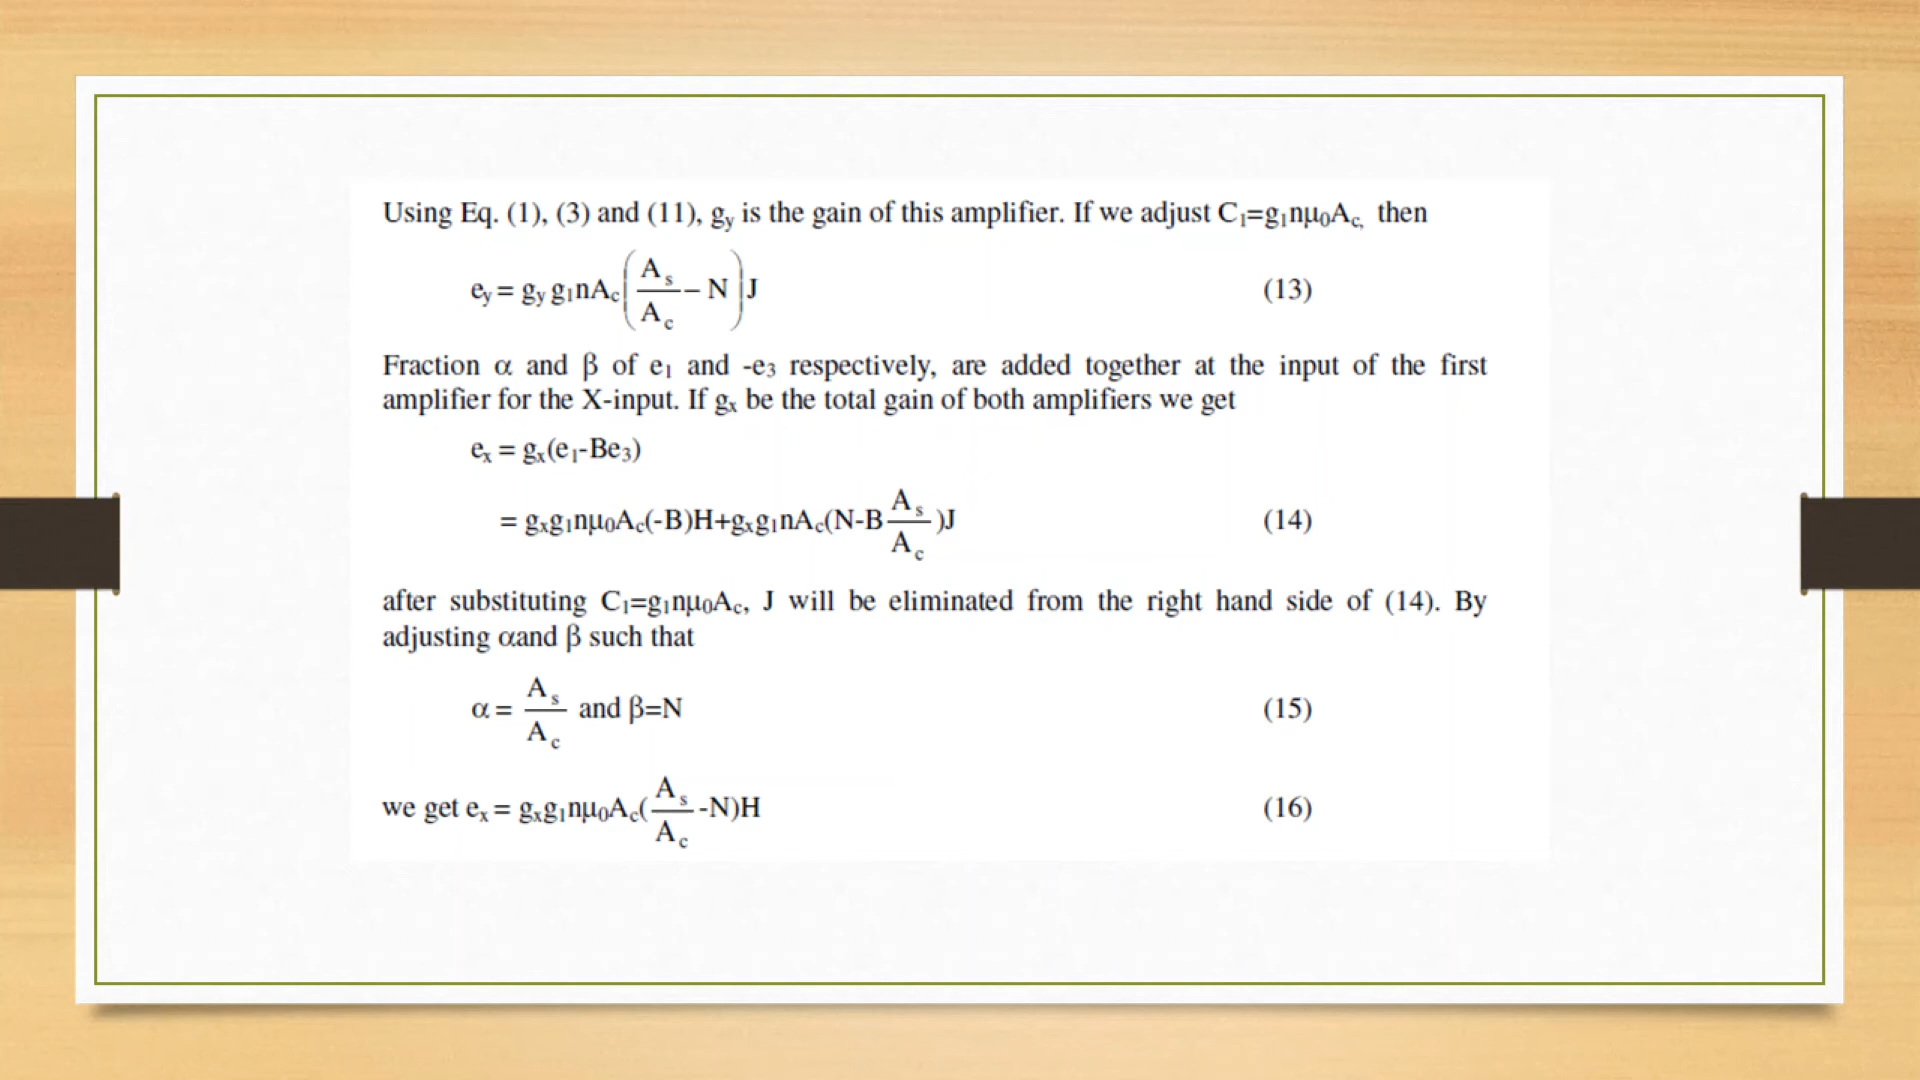 Using Eq. (1), (3) and (11), gy is the gain of this amplifier. If we adjust C₁=g₁nμ₀Ac, then
ey = gy g₁nAc(As/Ac − N)J (13)
Fraction α and β of e₁ and -e₃ respectively, are added together at the input of the first
amplifier for the X-input. If gx be the total gain of both amplifiers we get
ex = gx(e₁-Be₃)
= gxg₁nμ₀Ac(-B)H+gxg₁nAc(N-B As/Ac )J (14)
after substituting C₁=g₁nμ₀Ac, J will be eliminated from the right hand side of (14). By
adjusting αand β such that
α = As/Ac and β=N (15)
we get ex = gxg₁nμ₀Ac(As/Ac -N)H (16)